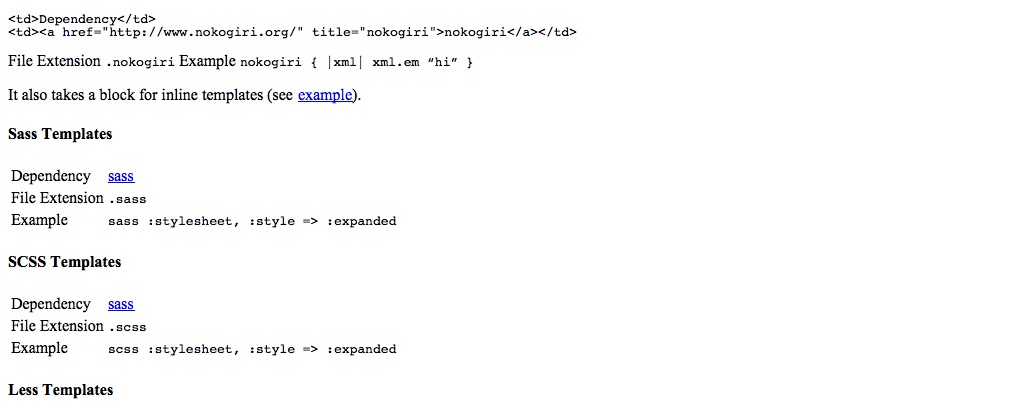 <td>Dependency</td>
<td><a href="http://www.nokogiri.org/" title="nokogiri">nokogiri</a></td>
File Extension .nokogiri Example nokogiri { |xml| xml.em “hi” }
It also takes a block for inline templates (see example).
Sass Templates
Dependency sass
File Extension .sass
Example sass :stylesheet, :style => :expanded
SCSS Templates
Dependency sass
File Extension .scss
Example scss :stylesheet, :style => :expanded
Less Templates